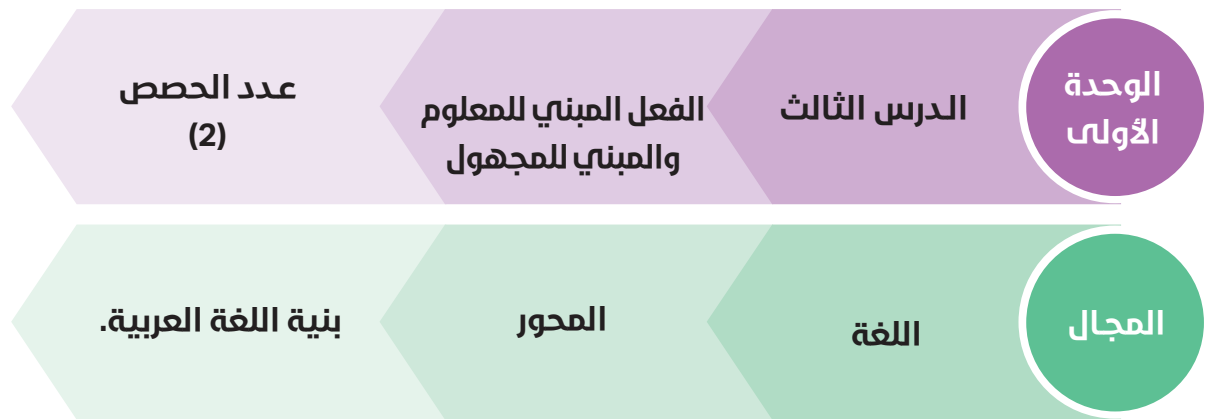 الوحدة
الأولى
الدرس الثالث
الفعل المبني للمعلوم
والمبني للمجهول
عدد الحصص
(2)
المجال
اللغة
المحور
بنية اللغة العربية.